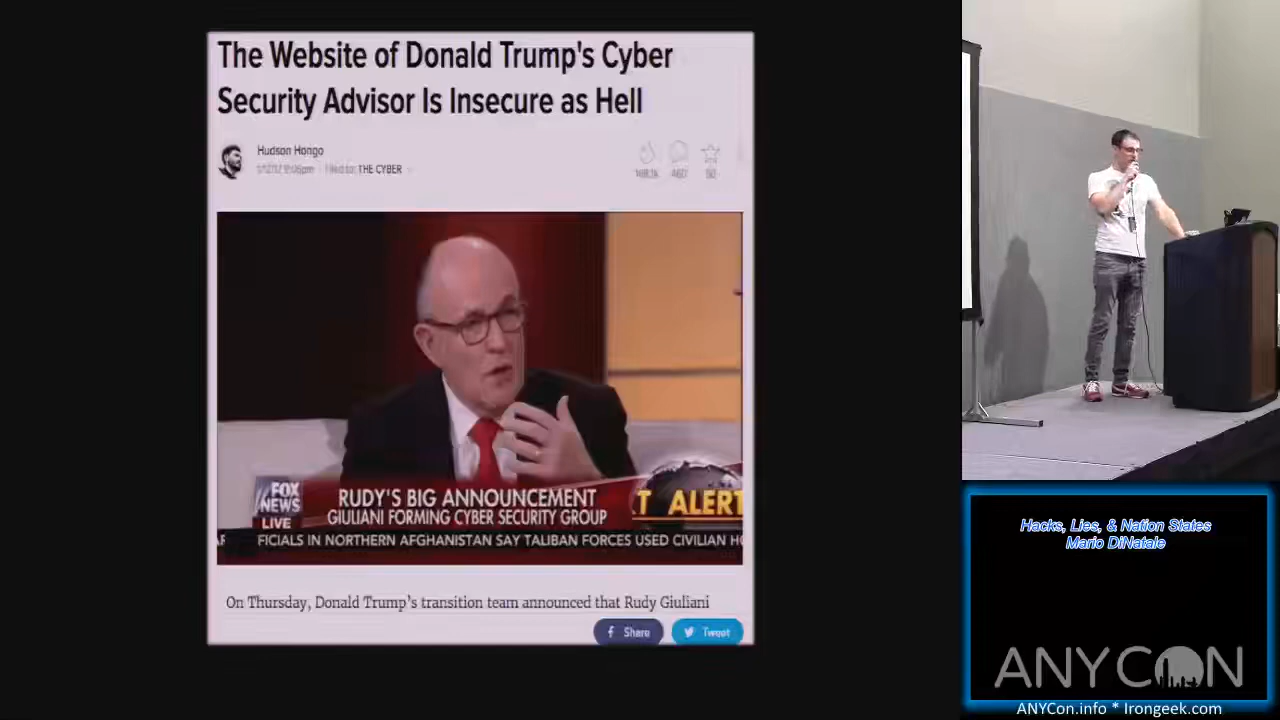 The Website of Donald Trump's Cyber
Security Advisor Is Insecure as Hell
Hudson Hongo
Filed to: THE CYBER
FOX
NEWS
LIVE
RUDY'S BIG ANNOUNCEMENT
GIULIANI FORMING CYBER SECURITY GROUP
T ALERT
FICIALS IN NORTHERN AFGHANISTAN SAY TALIBAN FORCES USED CIVILIAN HO
On Thursday, Donald Trump's transition team announced that Rudy Giuliani
Share
Tweet
Hacks, Lies, & Nation States
Mario DiNatale
ANYCON
ANYCon.info * Irongeek.com